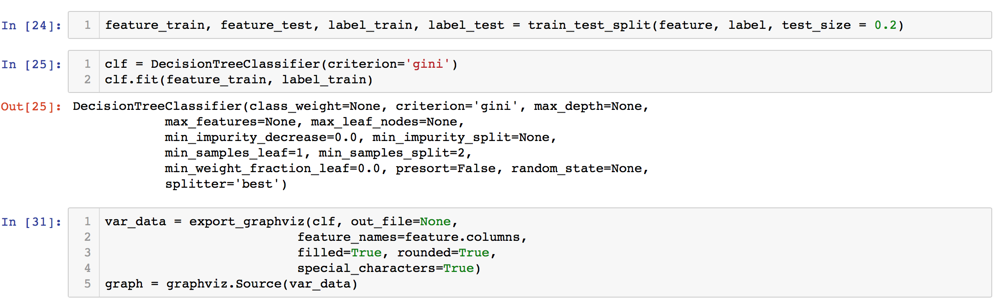 In [24]: 1 feature_train, feature_test, label_train, label_test = train_test_split(feature, label, test_size = 0.2)
In [25]: 1 clf = DecisionTreeClassifier(criterion='gini')
2 clf.fit(feature_train, label_train)
Out[25]: DecisionTreeClassifier(class_weight=None, criterion='gini', max_depth=None,
max_features=None, max_leaf_nodes=None,
min_impurity_decrease=0.0, min_impurity_split=None,
min_samples_leaf=1, min_samples_split=2,
min_weight_fraction_leaf=0.0, presort=False, random_state=None,
splitter='best')
In [31]: 1 var_data = export_graphviz(clf, out_file=None,
2 feature_names=feature.columns,
3 filled=True, rounded=True,
4 special_characters=True)
5 graph = graphviz.Source(var_data)